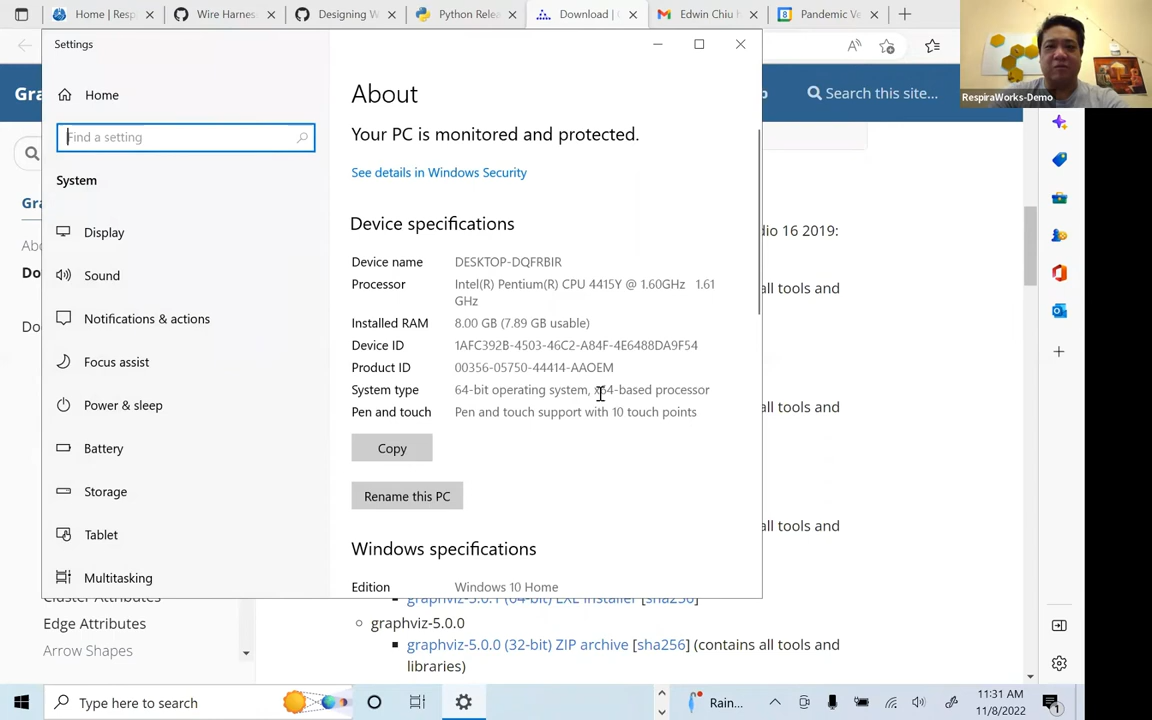 Home | Resp
Wire Harnes
Designing W
Python Relea
Download |
Edwin Chiu h
Pandemic Ve
Settings
Gra
Search this site...
RespiraWorks-Demo
Home
About
Find a setting
Your PC is monitored and protected.
See details in Windows Security
System
Device specifications
Display
Device name DESKTOP-DQFRBIR
Processor Intel(R) Pentium(R) CPU 4415Y @ 1.60GHz 1.61
GHz
Sound
Installed RAM 8.00 GB (7.89 GB usable)
Notifications & actions
Device ID 1AFC392B-4503-46C2-A84F-4E6488DA9F54
Product ID 00356-05750-44414-AAOEM
Focus assist
System type 64-bit operating system, x64-based processor
Pen and touch Pen and touch support with 10 touch points
Power & sleep
Battery
Copy
Storage
Rename this PC
Tablet
Windows specifications
Multitasking
Edition Windows 10 Home
Gra
Abo
Do
Do
dio 16 2019:
all tools and
all tools and
all tools and
Cluster Attributes
Edge Attributes
Arrow Shapes
graphviz-5.0.1 (64-bit) EXE installer [sha256]
graphviz-5.0.0
graphviz-5.0.0 (32-bit) ZIP archive [sha256] (contains all tools and
libraries)
Type here to search
Rain...
11:31 AM
11/8/2022
1